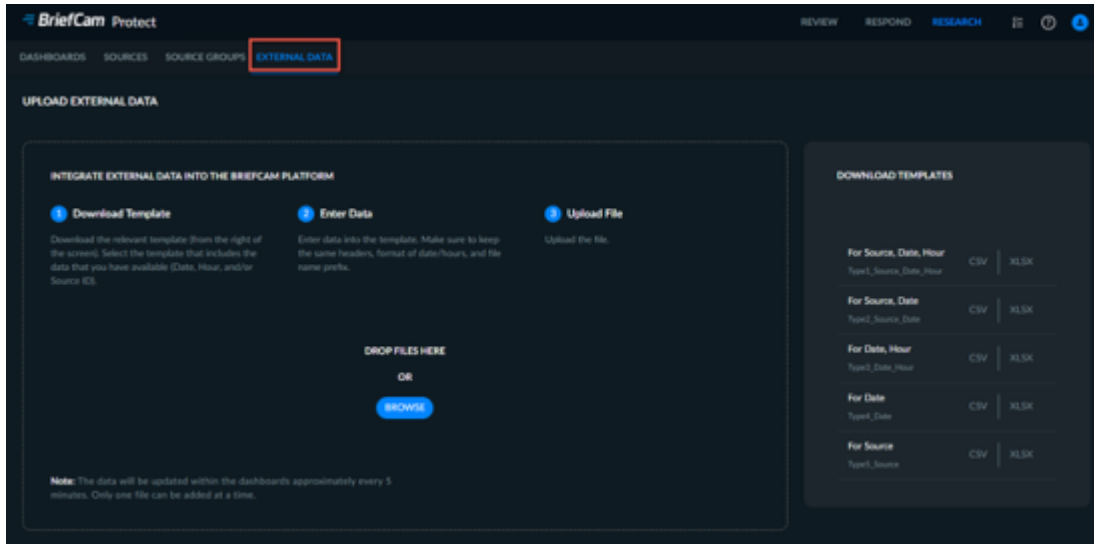 BriefCam Protect
REVIEW RESPOND RESEARCH
DASHBOARDS SOURCES SOURCE GROUPS EXTERNAL DATA
UPLOAD EXTERNAL DATA
INTEGRATE EXTERNAL DATA INTO THE BRIEFCAM PLATFORM
1 Download Template
Download the relevant template (from the right of
the screen). Select the template that includes the
data that you have available (Date, Hour, and/or
Source ID).
2 Enter Data
Enter data into the template. Make sure to keep
the same headers, format of date/hours, and file
name prefix.
3 Upload File
Upload the file.
DROP FILES HERE
OR
BROWSE
Note: The data will be updated within the dashboards approximately every 5
minutes. Only one file can be added at a time.
DOWNLOAD TEMPLATES
For Source, Date, Hour CSV XLSX
Type1_Source_Date_Hour
For Source, Date CSV XLSX
Type2_Source_Date
For Date, Hour CSV XLSX
Type3_Date_Hour
For Date CSV XLSX
Type4_Date
For Source CSV XLSX
Type5_Source